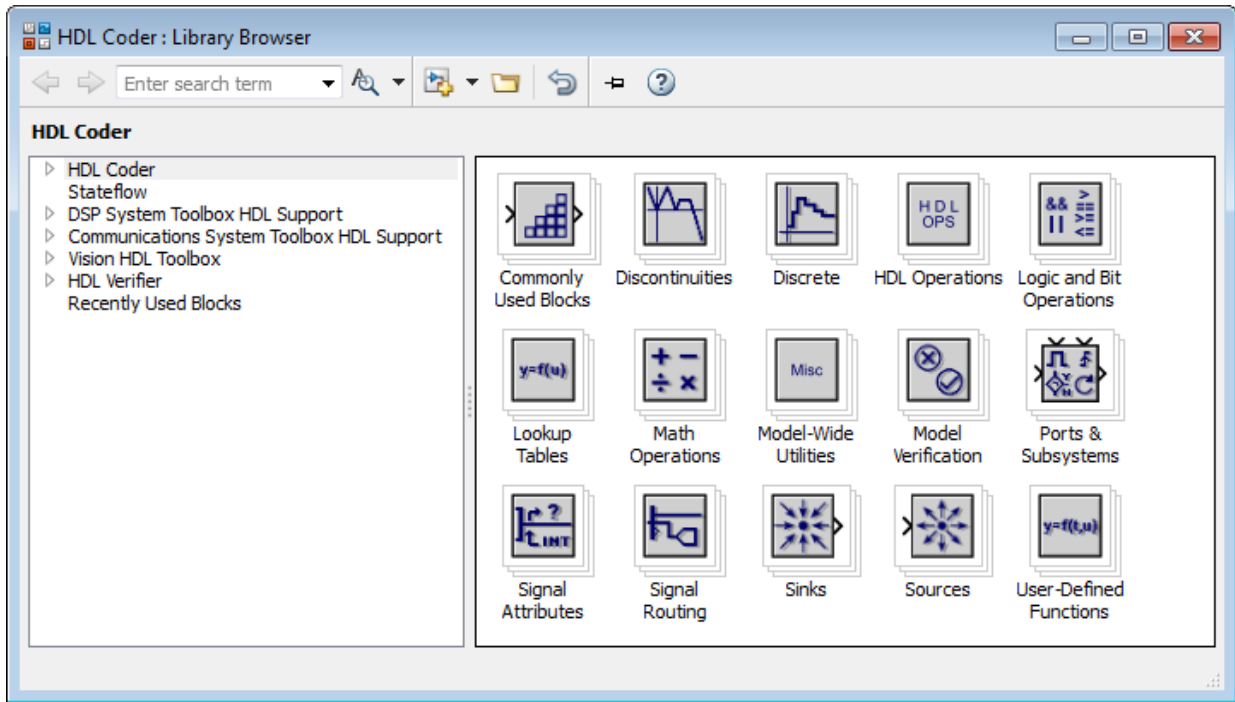 HDL Coder : Library Browser
Enter search term
HDL Coder
HDL Coder
Stateflow
DSP System Toolbox HDL Support
Communications System Toolbox HDL Support
Vision HDL Toolbox
HDL Verifier
Recently Used Blocks
Commonly
Used Blocks
Discontinuities
Discrete
HDL
OPS
HDL Operations
&& > ==
|| >= <=
Logic and Bit
Operations
y=f(u)
Lookup
Tables
+ −
÷ ×
Math
Operations
Misc
Model-Wide
Utilities
Model
Verification
Y
N
Ports &
Subsystems
?
INT
Signal
Attributes
Signal
Routing
Sinks
Sources
y=f(t,u)
User-Defined
Functions